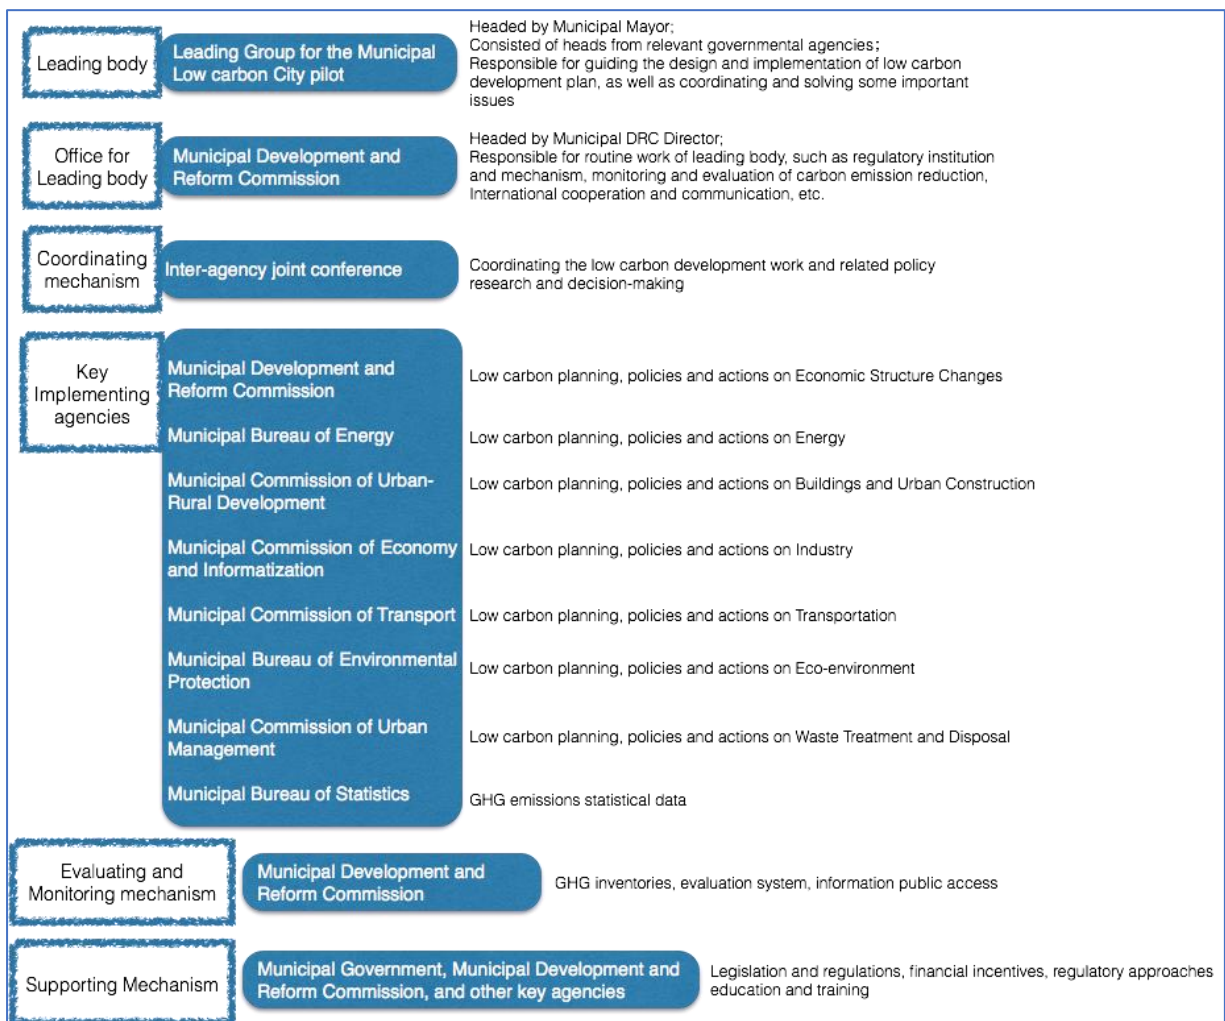 Leading body
Leading Group for the Municipal
Low carbon City pilot
Headed by Municipal Mayor;
Consisted of heads from relevant governmental agencies;
Responsible for guiding the design and implementation of low carbon
development plan, as well as coordinating and solving some important
issues
Office for
Leading body
Municipal Development and
Reform Commission
Headed by Municipal DRC Director;
Responsible for routine work of leading body, such as regulatory institution
and mechanism, monitoring and evaluation of carbon emission reduction,
International cooperation and communication, etc.
Coordinating
mechanism
Inter-agency joint conference
Coordinating the low carbon development work and related policy
research and decision-making
Key
Implementing
agencies
Municipal Development and
Reform Commission
Low carbon planning, policies and actions on Economic Structure Changes
Municipal Bureau of Energy
Low carbon planning, policies and actions on Energy
Municipal Commission of Urban-
Rural Development
Low carbon planning, policies and actions on Buildings and Urban Construction
Municipal Commission of Economy
and Informatization
Low carbon planning, policies and actions on Industry
Municipal Commission of Transport
Low carbon planning, policies and actions on Transportation
Municipal Bureau of Environmental
Protection
Low carbon planning, policies and actions on Eco-environment
Municipal Commission of Urban
Management
Low carbon planning, policies and actions on Waste Treatment and Disposal
Municipal Bureau of Statistics
GHG emissions statistical data
Evaluating and
Monitoring mechanism
Municipal Development and
Reform Commission
GHG inventories, evaluation system, information public access
Supporting Mechanism
Municipal Government, Municipal Development and
Reform Commission, and other key agencies
Legislation and regulations, financial incentives, regulatory approaches
education and training